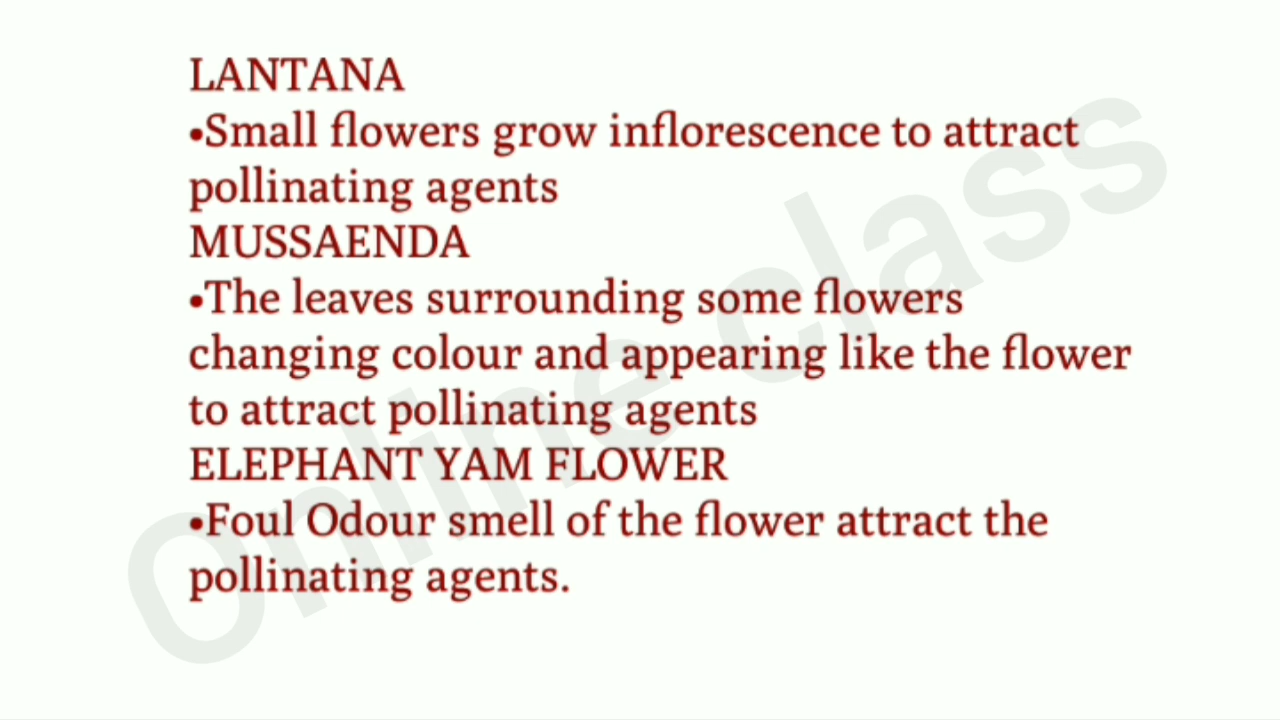 LANTANA
•Small flowers grow inflorescence to attract
pollinating agents
MUSSAENDA
•The leaves surrounding some flowers
changing colour and appearing like the flower
to attract pollinating agents
ELEPHANT YAM FLOWER
•Foul Odour smell of the flower attract the
pollinating agents.
Online class